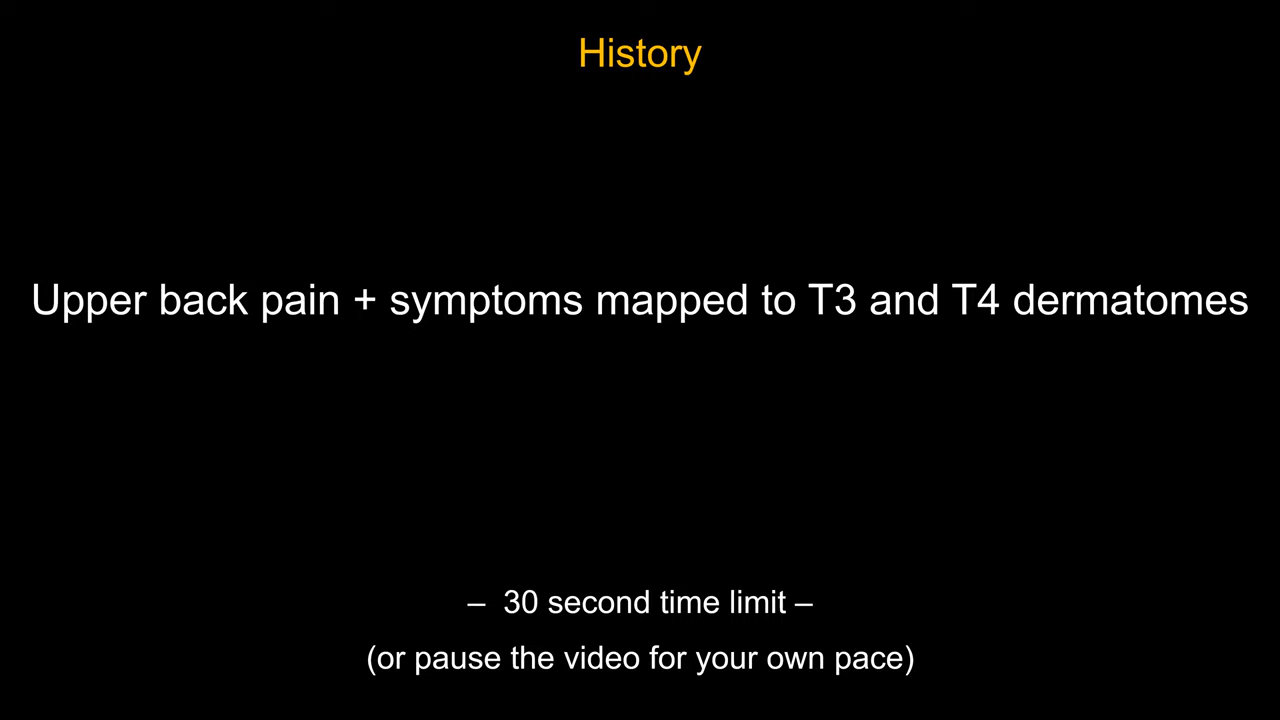 History
Upper back pain + symptoms mapped to T3 and T4 dermatomes
– 30 second time limit –
(or pause the video for your own pace)